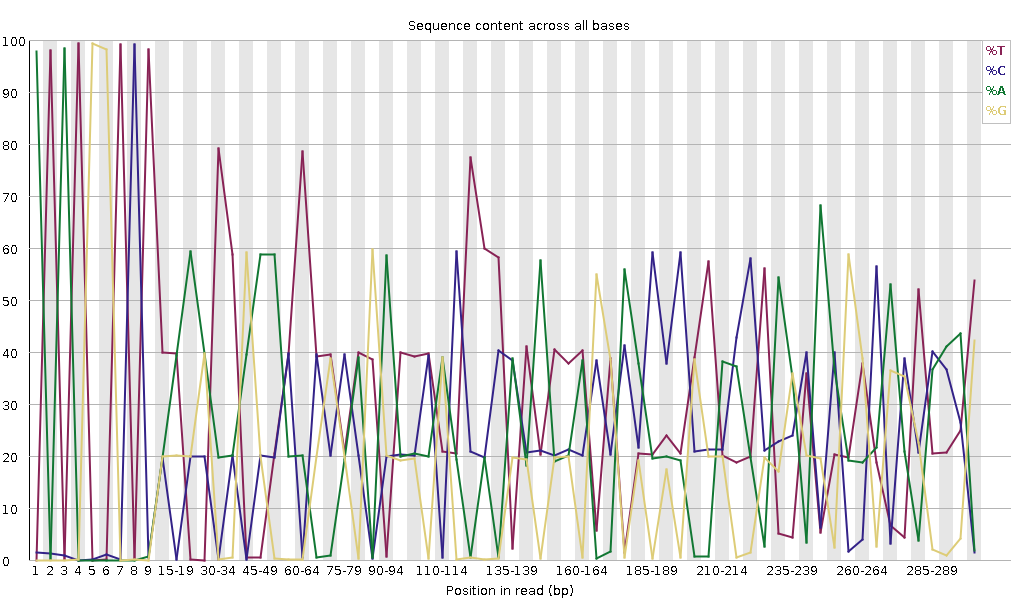 Sequence content across all bases
100
90
80
70
60
50
40
30
20
10
0
%T
%C
%A
%G
1 2 3 4 5 6 7 8 9 15-19 30-34 45-49 60-64 75-79 90-94 110-114 135-139 160-164 185-189 210-214 235-239 260-264 285-289
Position in read (bp)